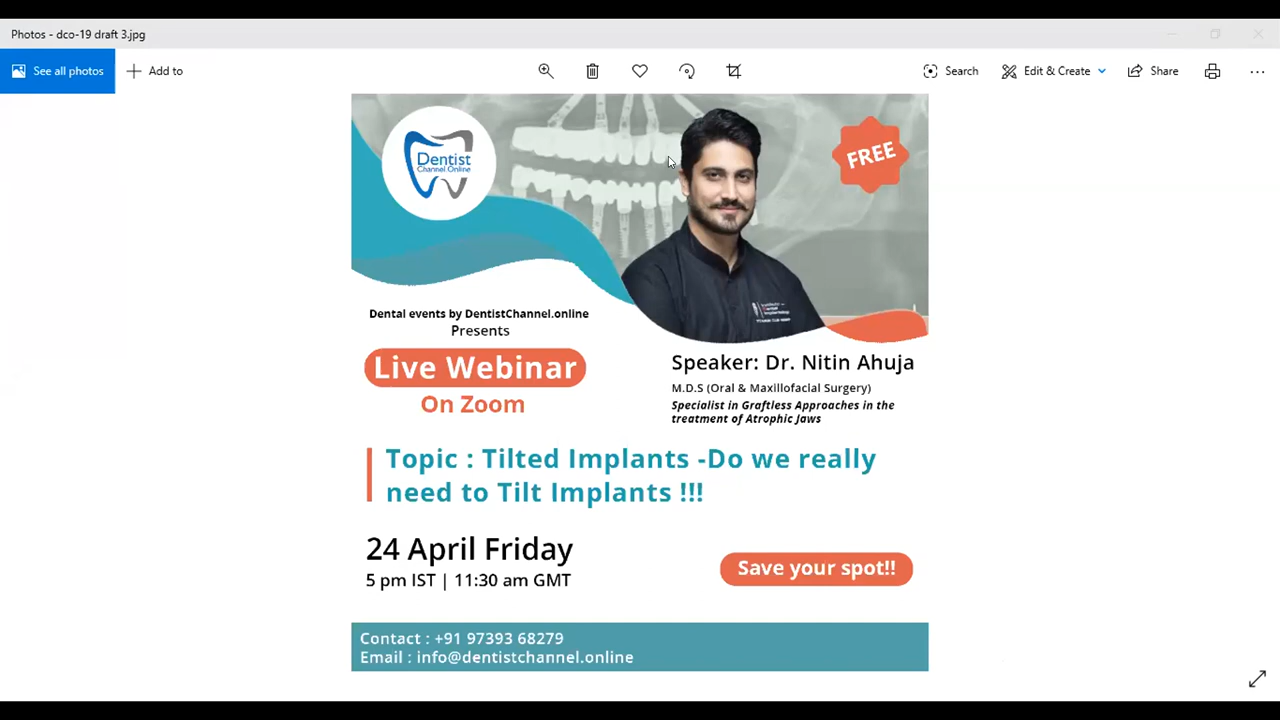 Photos - dco-19 draft 3.jpg
See all photos
Add to
Search
Edit & Create
Share
Dentist
Channel Online
FREE
Dental events by DentistChannel.online
Presents
Live Webinar
On Zoom
Speaker: Dr. Nitin Ahuja
M.D.S (Oral & Maxillofacial Surgery)
Specialist in Graftless Approaches in the
treatment of Atrophic Jaws
Topic : Tilted Implants -Do we really
need to Tilt Implants !!!
24 April Friday
5 pm IST | 11:30 am GMT
Save your spot!!
Contact : +91 97393 68279
Email : info@dentistchannel.online